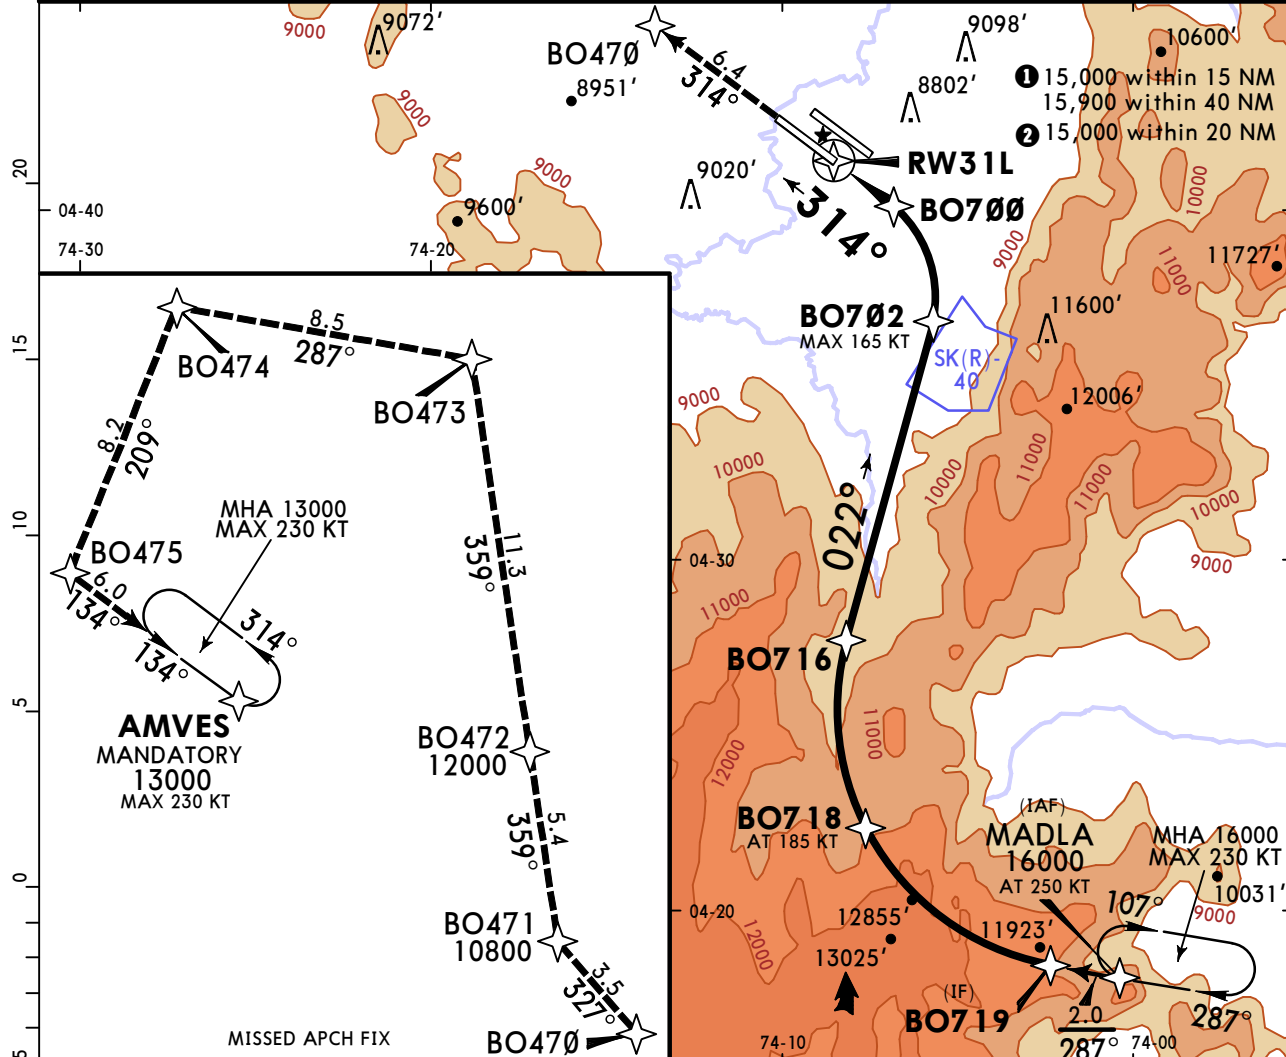 9000
9072'
BO47Ø
6.4
314°
8951'
9098'
8802'
10600'
1 15,000 within 15 NM
15,900 within 40 NM
2 15,000 within 20 NM
9000
9000
9020'
RW31L
BO7ØØ
314°
20
04-40
9600'
74-30
74-20
10000
9000
11000
11727'
BO7Ø2
MAX 165 KT
SK(R)-
40
11600'
12006'
8.5
287°
BO474
BO473
15
8.2
209°
9000
10000
11000
11000
10000
10000
9000
MHA 13000
MAX 230 KT
022°
10
BO475
6.0
134°
134°
314°
11.3
359°
04-30
11000
BO716
5
AMVES
MANDATORY
13000
MAX 230 KT
BO472
12000
5.4
359°
12000
11000
BO718
AT 185 KT
(IAF)
MADLA
16000
AT 250 KT
MHA 16000
MAX 230 KT
10031'
9000
107°
0
BO471
10800
3.5
327°
BO47Ø
MISSED APCH FIX
5
04-20
12000
12855'
13025'
11923'
(IF)
BO719
2.0
287°
287°
74-10
74-00